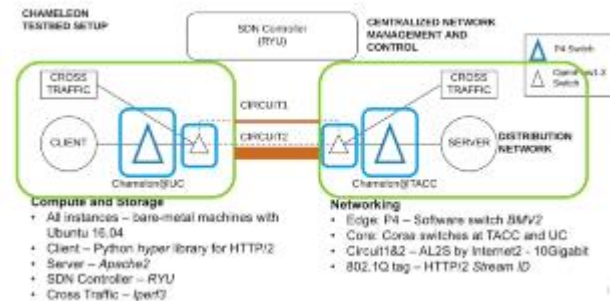 CHAMELEON
TESTBED SETUP
SDN Controller
(RYU)
CENTRALIZED NETWORK
MANAGEMENT AND
CONTROL
P4 Switch
OpenFlow1.3
Switch
CROSS
TRAFFIC
CROSS
TRAFFIC
CIRCUIT1
CLIENT
CIRCUIT2
SERVER
DISTRIBUTION
NETWORK
Chameleon@UC
Chameleon@TACC
Compute and Storage
• All instances – bare-metal machines with
Ubuntu 16.04
• Client – Python hyper library for HTTP/2
• Server – Apache2
• SDN Controller – RYU
• Cross Traffic – Iperf3
Networking
• Edge: P4 – Software switch BMV2
• Core: Corsa switches at TACC and UC
• Circuit1&2 – AL2S by Internet2 - 10Gigabit
• 802.1Q tag – HTTP/2 Stream ID